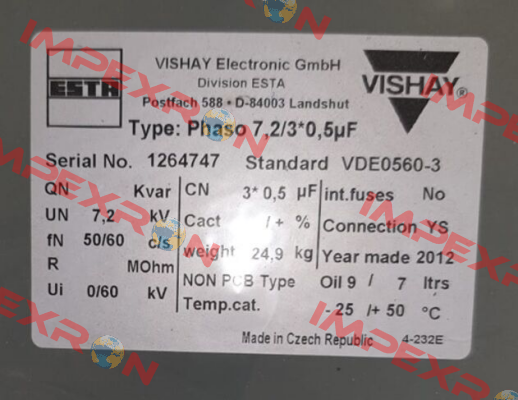 ESTA
VISHAY Electronic GmbH
Division ESTA
Postfach 588 • D-84003 Landshut
VISHAY®
Type: Phaso 7,2/3*0,5µF
Serial No. 1264747 Standard VDE0560-3
QN Kvar CN 3* 0,5 µF int.fuses No
UN 7,2 kV Cact / + % Connection YS
fN 50/60 c/s weight 24,9 kg Year made 2012
R MOhm NON PCB Type Oil 9 / 7 ltrs
Ui 0/60 kV Temp.cat. - 25 /+ 50 °C
Made in Czech Republic 4-232E
IMPEXRON
IMPEXRON
IMPEXRON
IMPEXRON
IMPEXRON